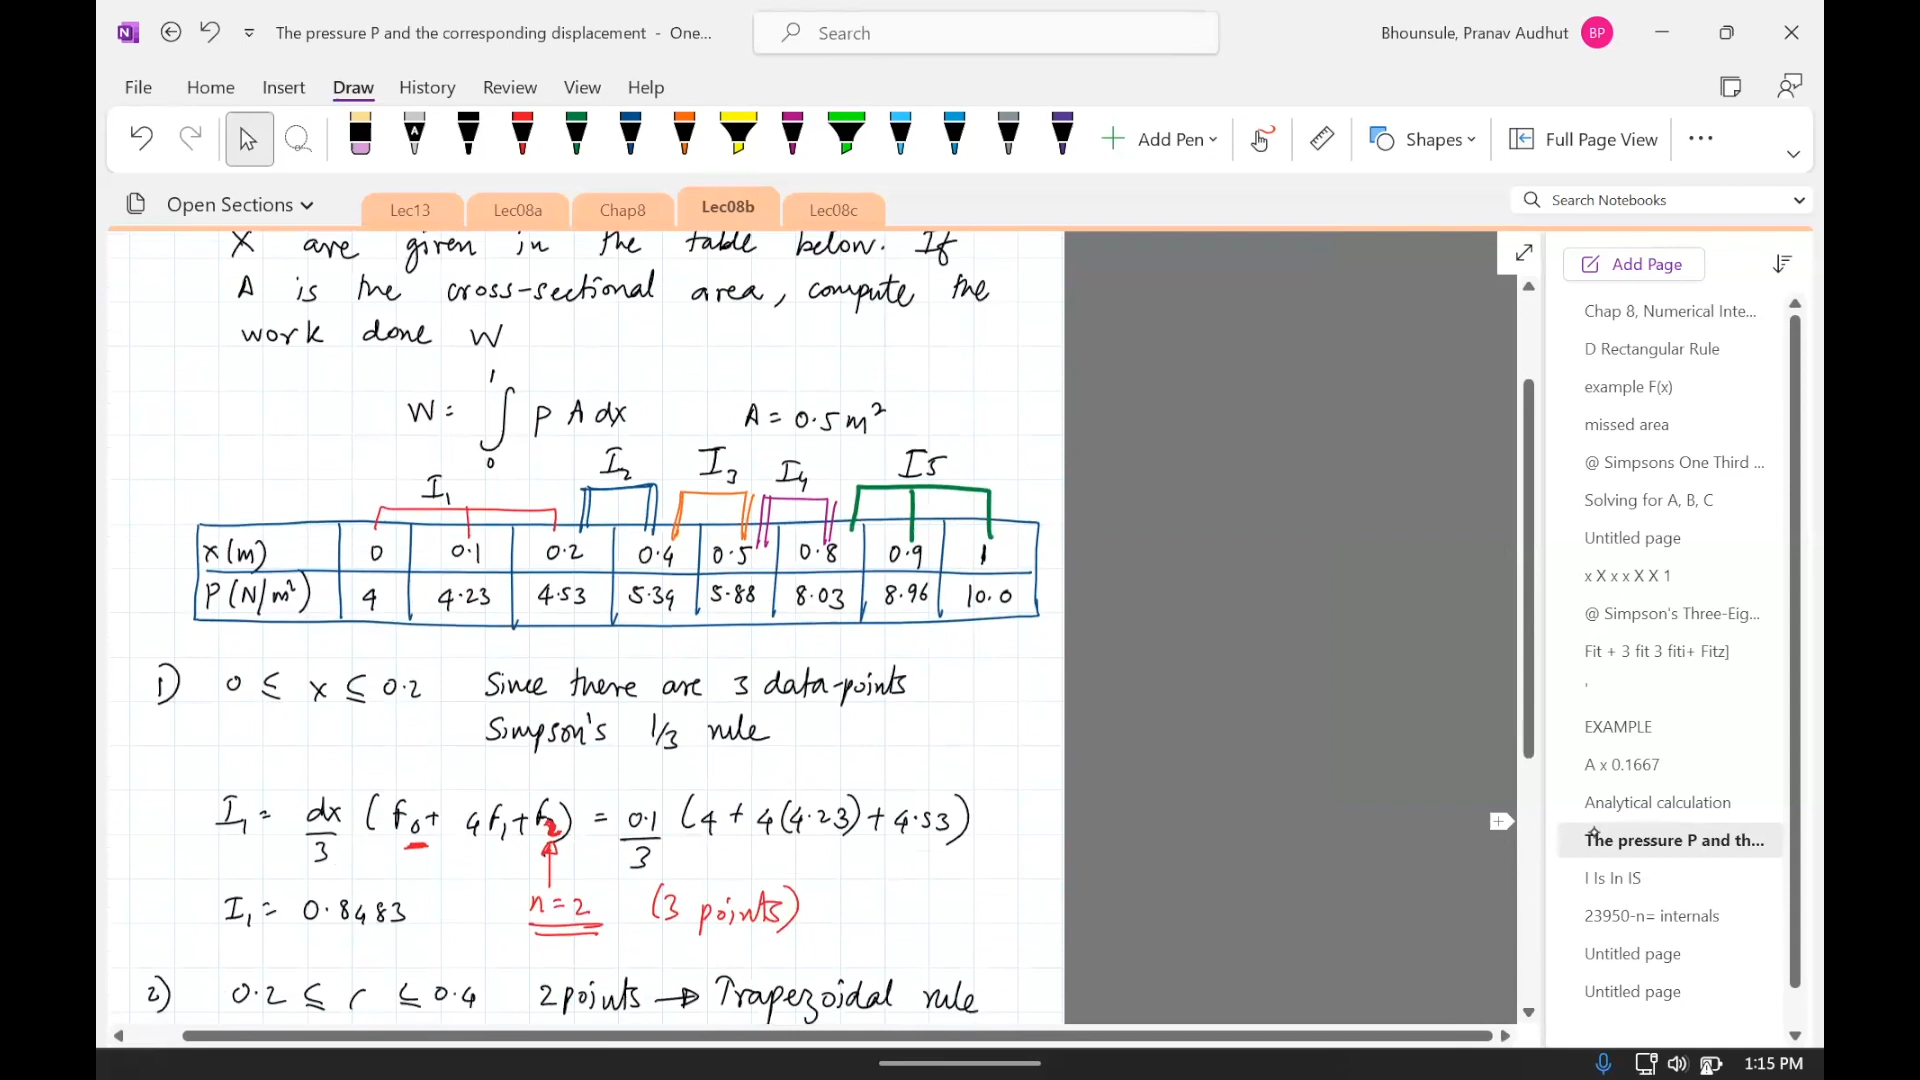 The pressure P and the corresponding displacement - One...
Search
Bhounsule, Pranav Audhut
BP
File Home Insert Draw History Review View Help
A
Add Pen
Shapes
Full Page View
Open Sections
Lec13
Lec08a
Chap8
Lec08b
Lec08c
Search Notebooks
X are given in the table below. If
A is the cross-sectional area, compute the
work done W
W = ∫₀¹ P A dx A = 0.5 m²
I₁ I₂ I₃ I₄ I5
x(m) 0 0.1 0.2 0.4 0.5 0.8 0.9 1
P(N/m²) 4 4.23 4.53 5.39 5.88 8.03 8.96 10.0
1) 0 ≤ x ≤ 0.2 Since there are 3 data-points
Simpson's 1/3 rule
I₁ = dx/3 (f₀ + 4f₁ + f₂) = 0.1/3 (4 + 4(4.23) + 4.53)
I₁ = 0.8483 n = 2 (3 points)
2) 0.2 ≤ ( ≤ 0.4 2 points → Trapezoidal rule
Add Page
Chap 8, Numerical Inte...
D Rectangular Rule
example F(x)
missed area
@ Simpsons One Third ...
Solving for A, B, C
Untitled page
x X x x X X 1
@ Simpson's Three-Eig...
Fit + 3 fit 3 fiti+ Fitz]
'
EXAMPLE
A x 0.1667
Analytical calculation
The pressure P and th...
I Is In IS
23950-n= internals
Untitled page
Untitled page
1:15 PM